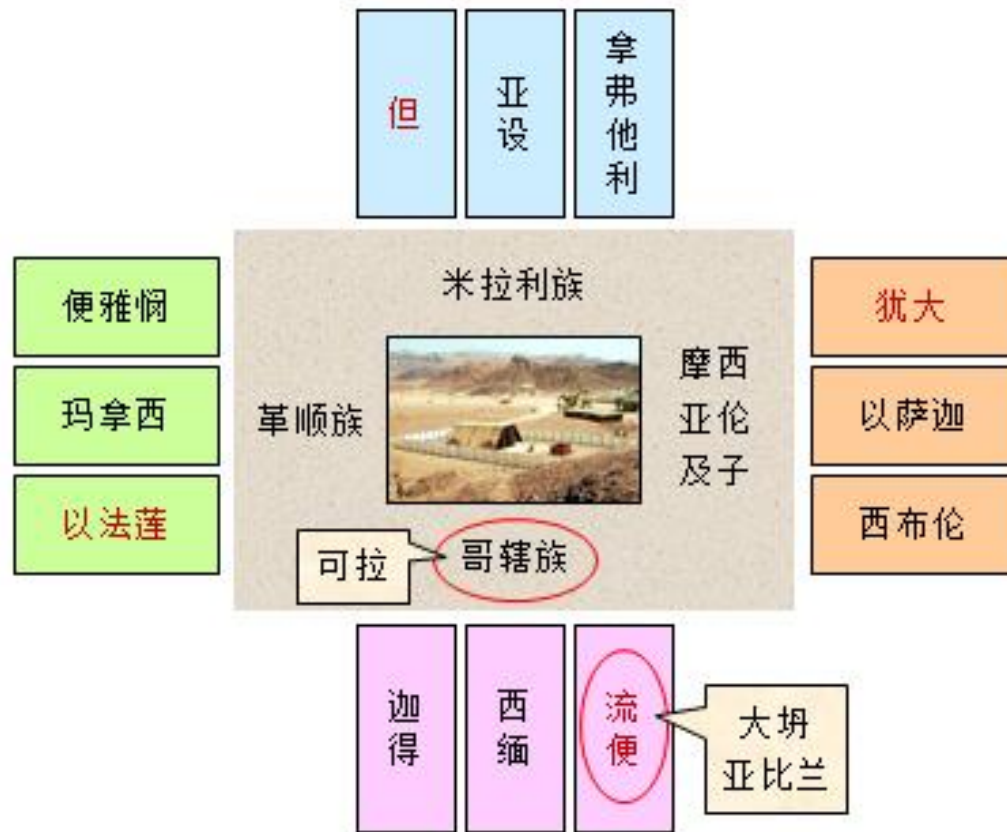 但
亚设
拿弗他利
米拉利族
便雅悯
玛拿西
以法莲
革顺族
摩西
亚伦
及子
犹大
以萨迦
西布伦
可拉
哥辖族
迦得
西缅
流便
大坍
亚比兰